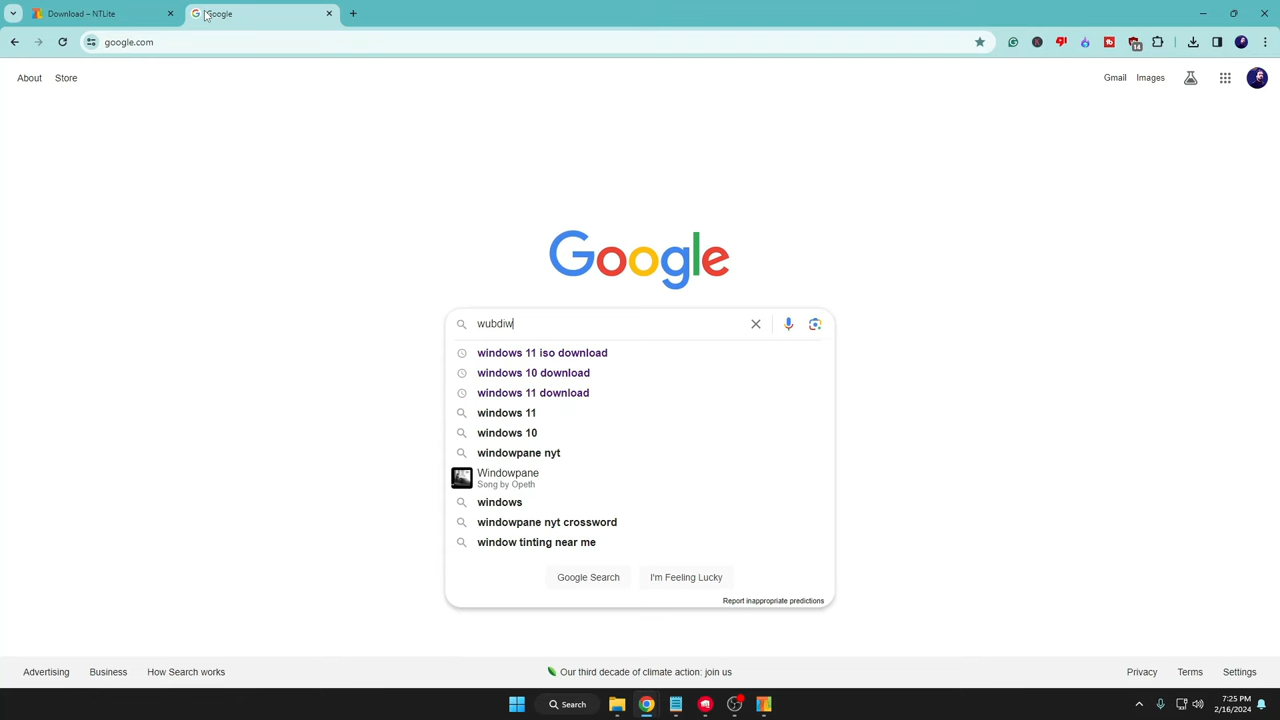 Download – NTLite
Google
google.com
14
About
Store
Gmail
Images
Google
wubdiw
windows 11 iso download
windows 10 download
windows 11 download
windows 11
windows 10
windowpane nyt
Windowpane
Song by Opeth
windows
windowpane nyt crossword
window tinting near me
Google Search
I'm Feeling Lucky
Report inappropriate predictions
Advertising
Business
How Search works
Our third decade of climate action: join us
Privacy
Terms
Settings
Search
7:25 PM
2/16/2024